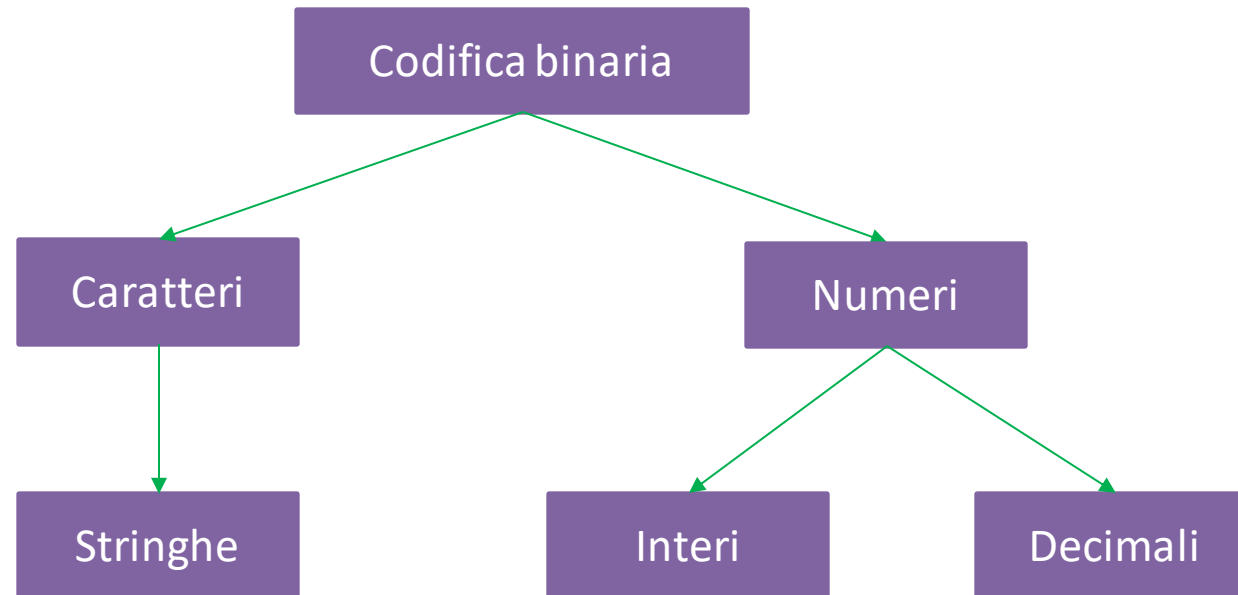 Codifica binaria
Caratteri
Numeri
Stringhe
Interi
Decimali